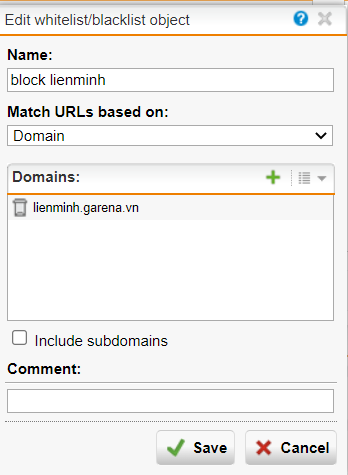 Edit whitelist/blacklist object
Name:
block lienminh
Match URLs based on:
Domain
Domains:
lienminh.garena.vn
Include subdomains
Comment:
Save Cancel